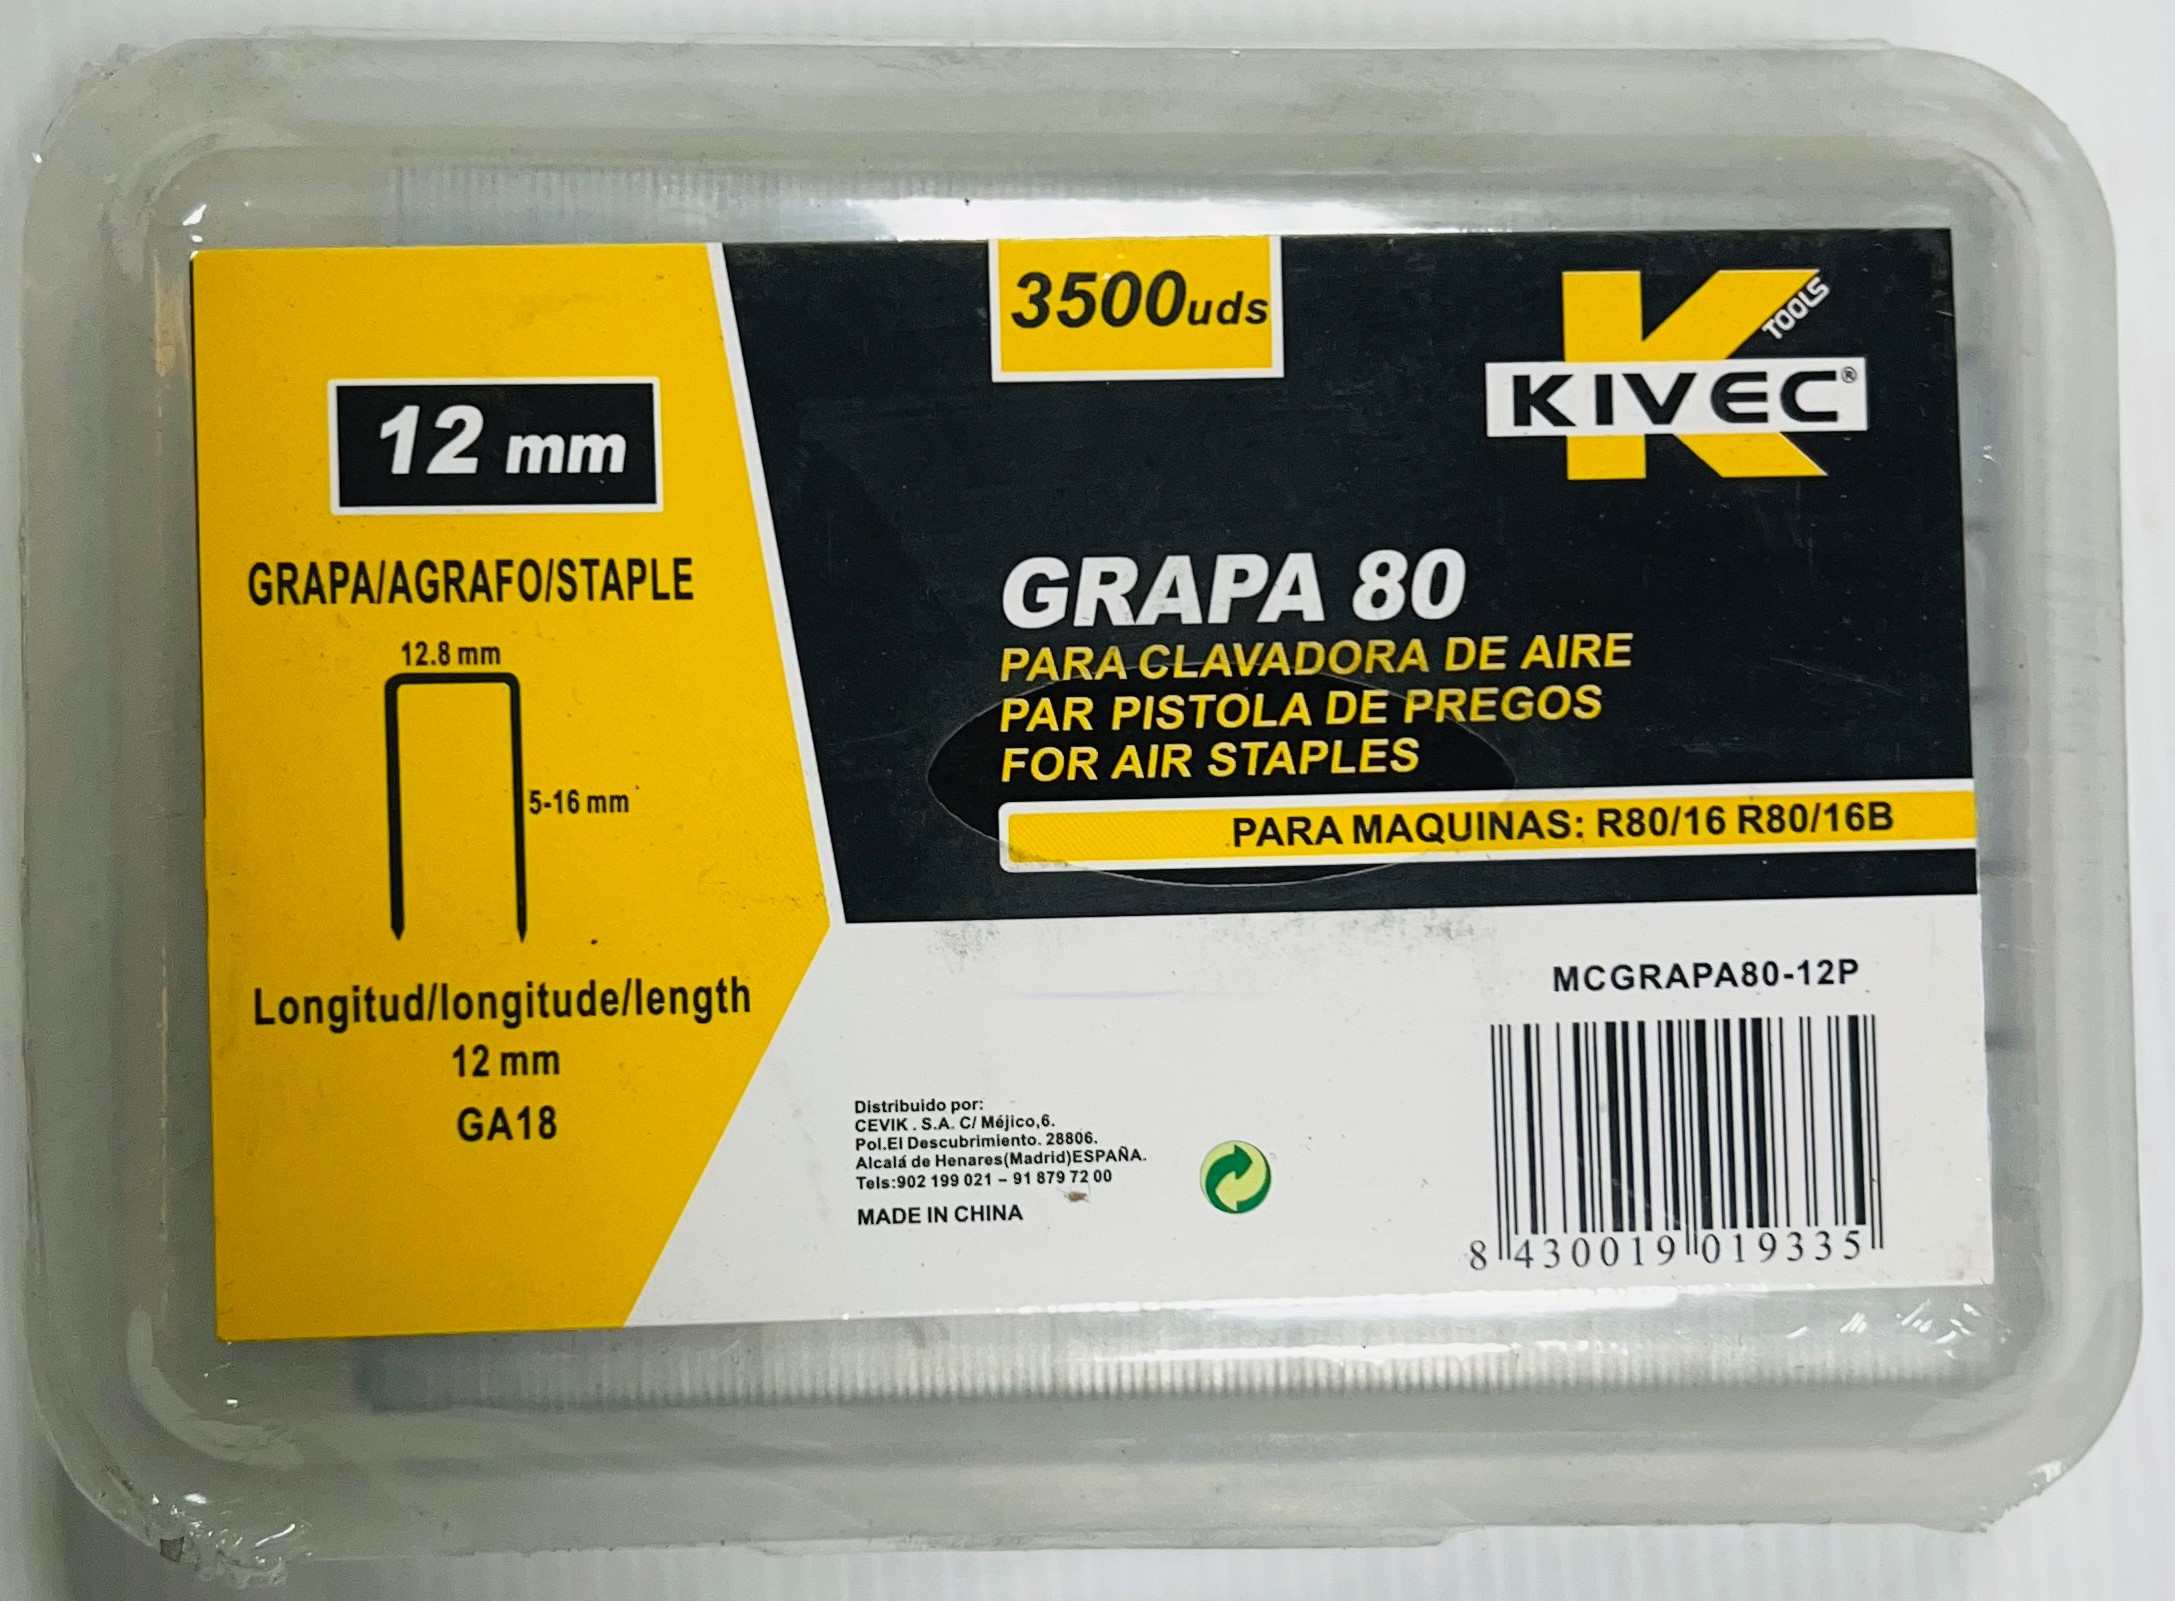 3500uds
TOOLS
KIVEC®
12 mm
GRAPA/AGRAFO/STAPLE
12.8 mm
5-16 mm
Longitud/longitude/length
12 mm
GA18
GRAPA 80
PARA CLAVADORA DE AIRE
PAR PISTOLA DE PREGOS
FOR AIR STAPLES
PARA MAQUINAS: R80/16 R80/16B
MCGRAPA80-12P
Distribuido por:
CEVIK . S.A. C/ Méjico,6.
Pol.El Descubrimiento. 28806.
Alcalá de Henares(Madrid)ESPAÑA.
Tels:902 199 021 – 91 879 72 00
MADE IN CHINA
8 430019 019335